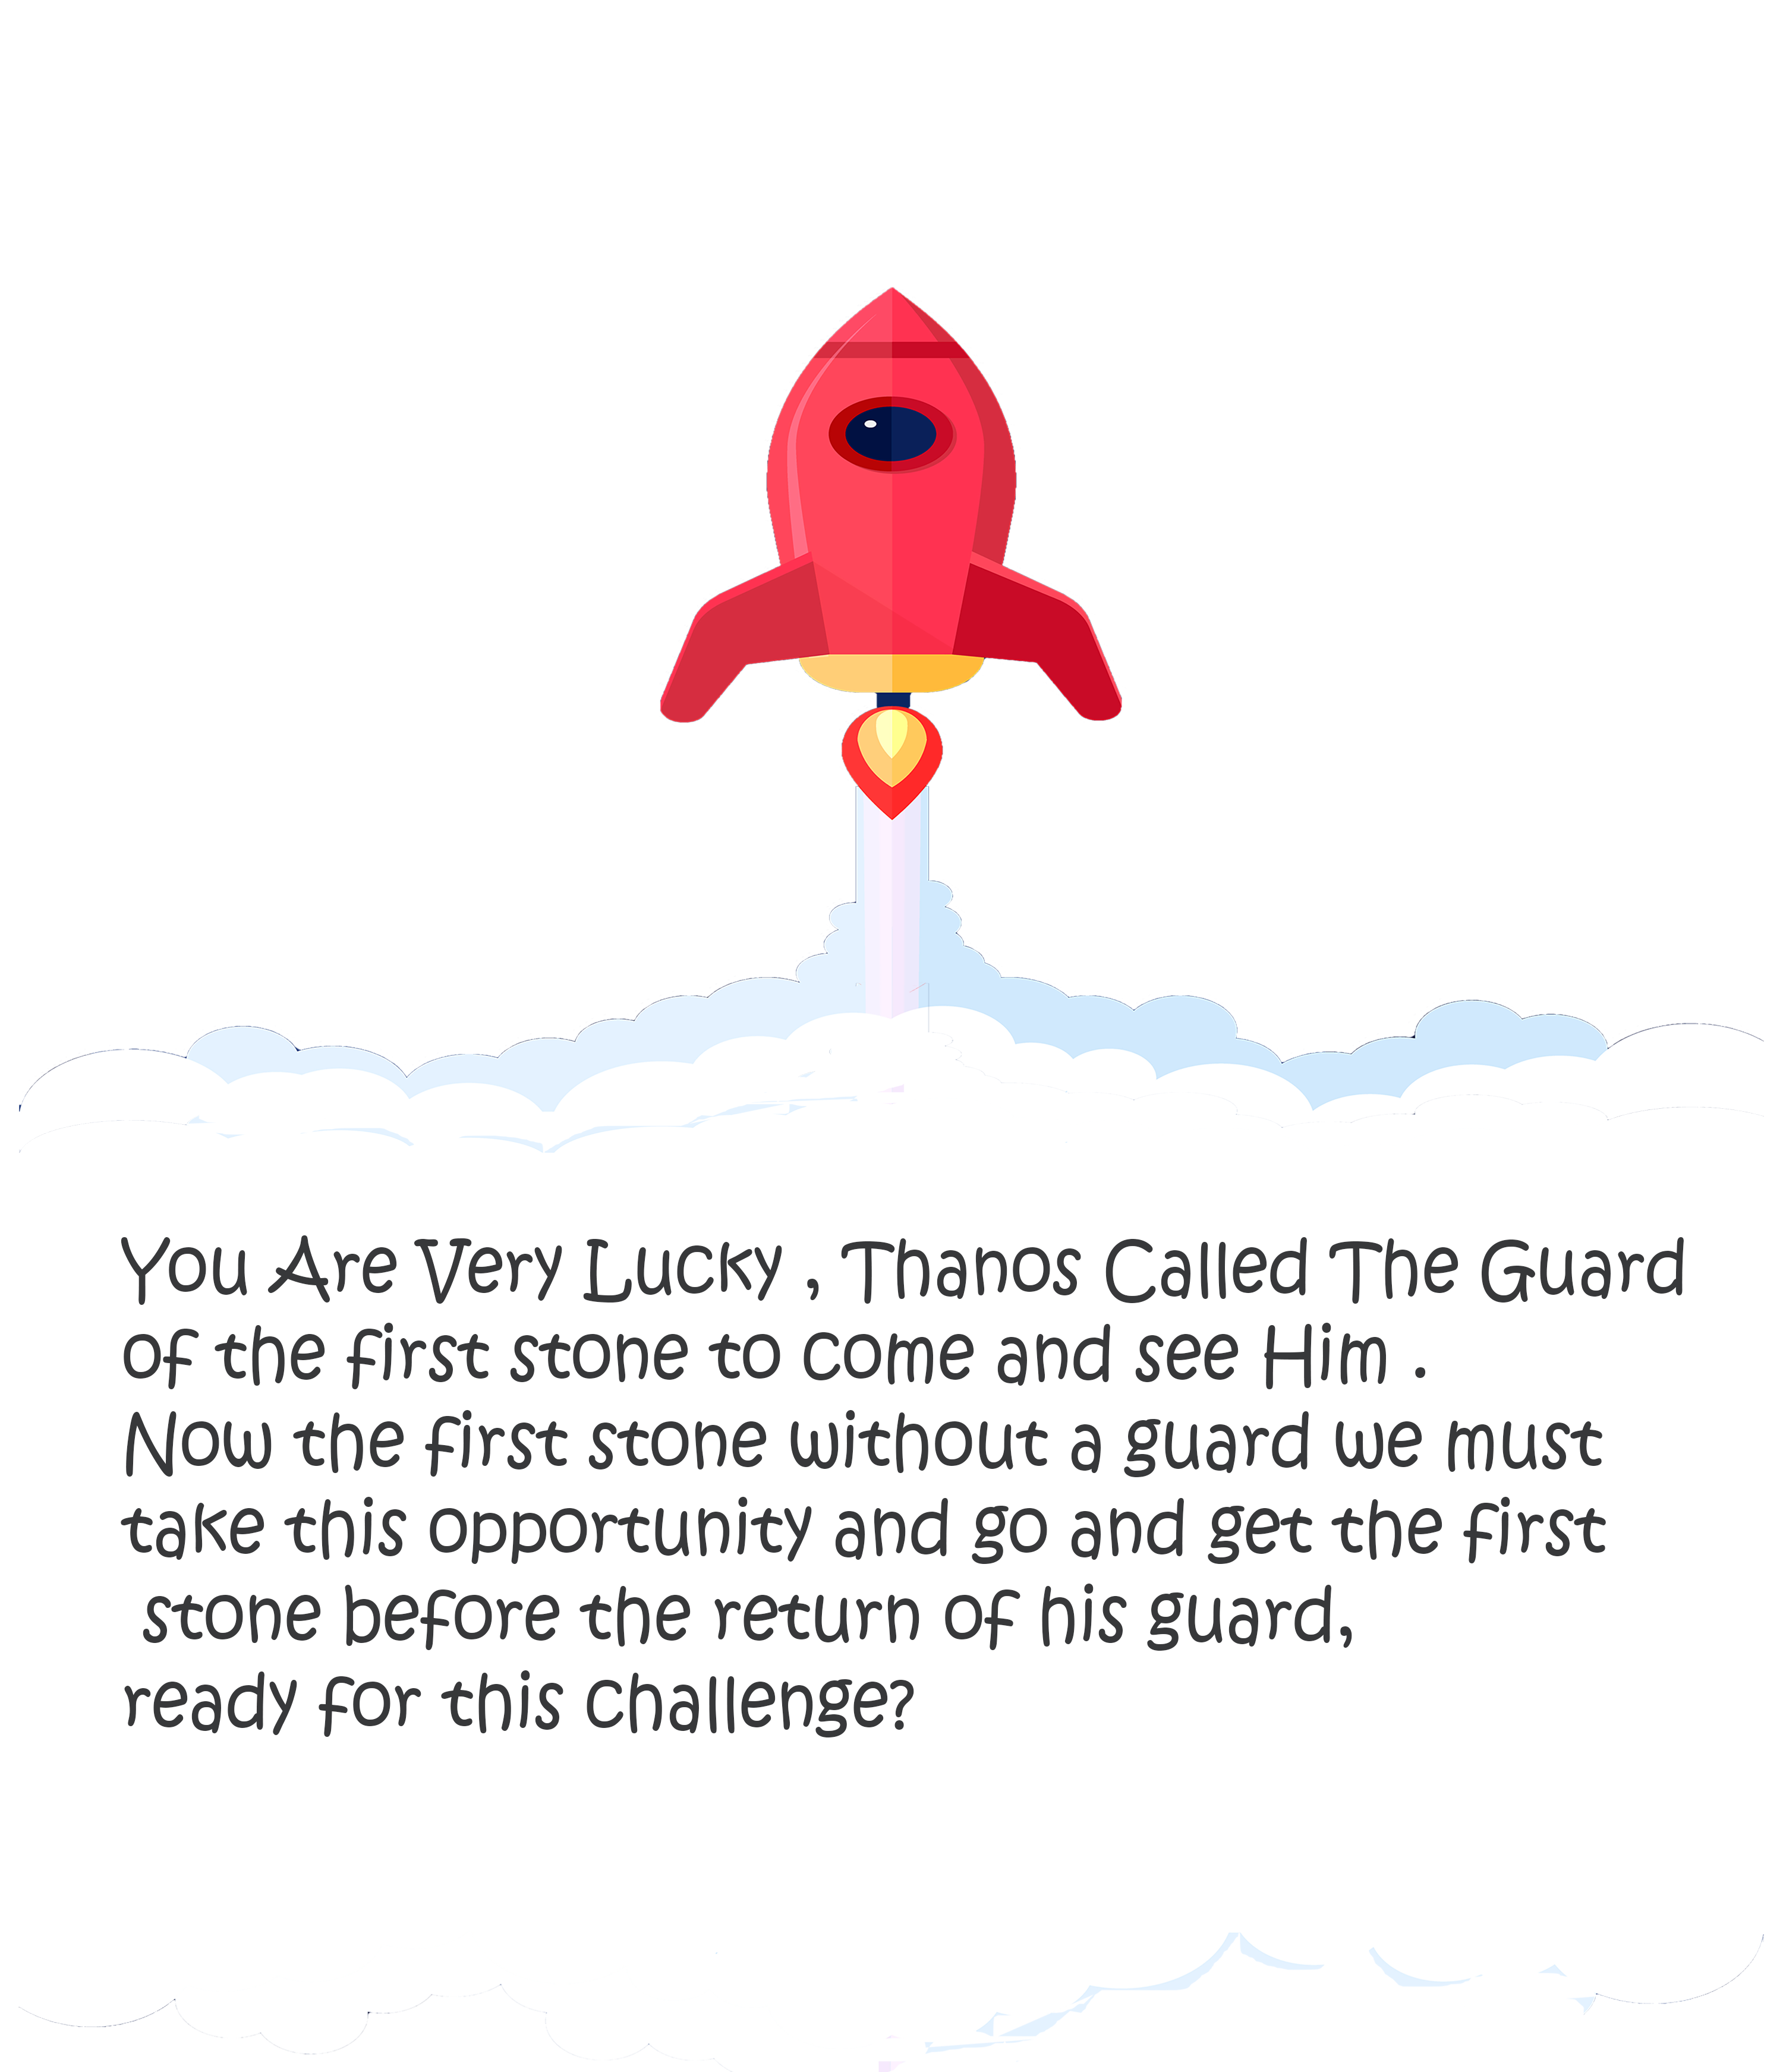 You Are Very Lucky , Thanos Called The Guard
of the first stone to come and see Him .
Now the first stone without a guard we must
take this opportunity and go and get the first
stone before the return of his guard,
ready for this challenge?